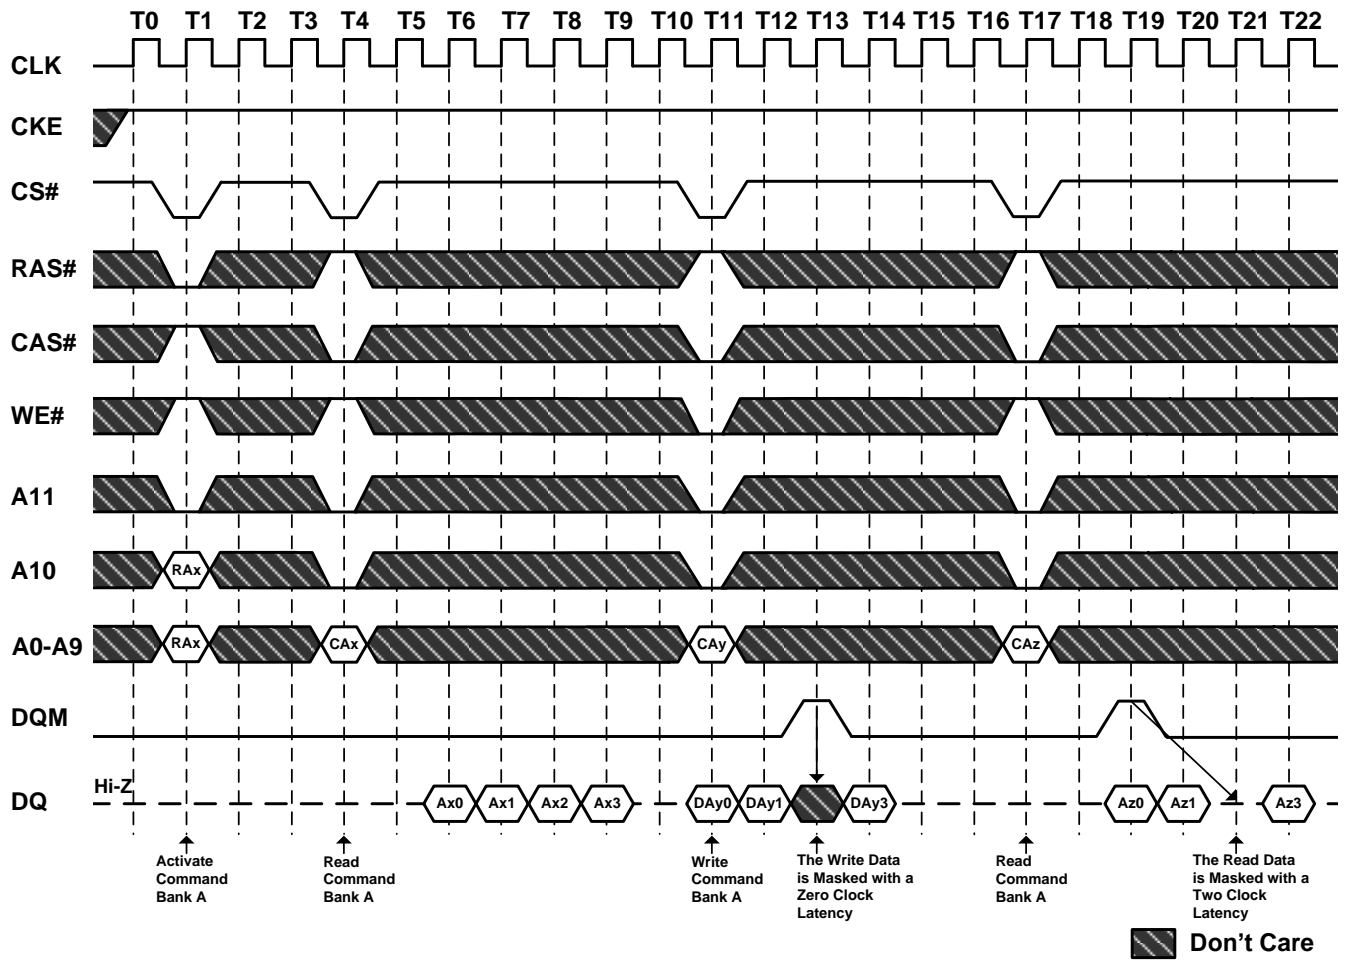 T0 T1 T2 T3 T4 T5 T6 T7 T8 T9 T10 T11 T12 T13 T14 T15 T16 T17 T18 T19 T20 T21 T22
CLK
CKE
CS#
RAS#
CAS#
WE#
A11
A10 RAx
A0-A9 RAx CAx CAy CAz
DQM
Hi-Z
DQ Ax0 Ax1 Ax2 Ax3 DAy0 DAy1 DAy3 Az0 Az1 Az3
Activate
Command
Bank A
Read
Command
Bank A
Write
Command
Bank A
The Write Data
is Masked with a
Zero Clock
Latency
Read
Command
Bank A
The Read Data
is Masked with a
Two Clock
Latency
Don't Care